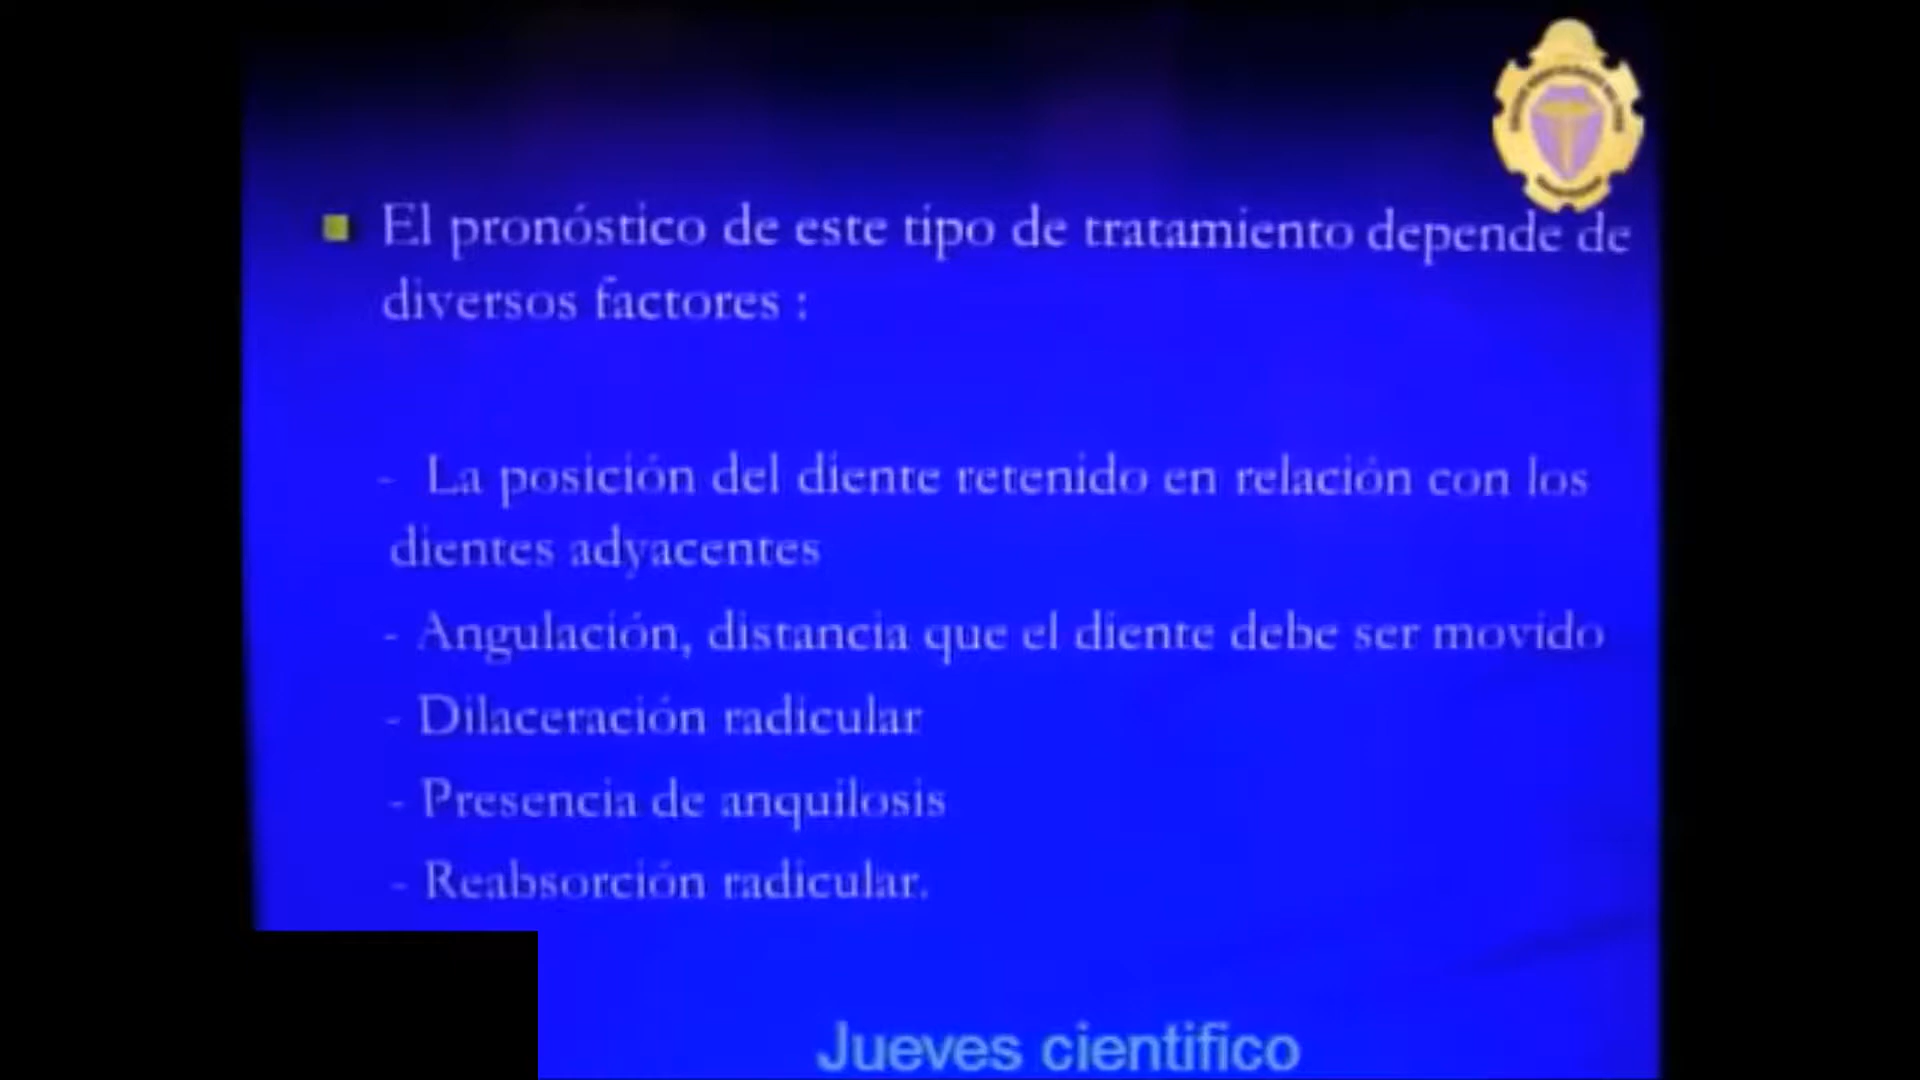 El pronóstico de este tipo de tratamiento depende de
diversos factores :
- La posición del diente retenido en relación con los
dientes adyacentes
- Angulación, distancia que el diente debe ser movido
- Dilaceración radicular
- Presencia de anquilosis
- Reabsorción radicular.
Jueves cientifico